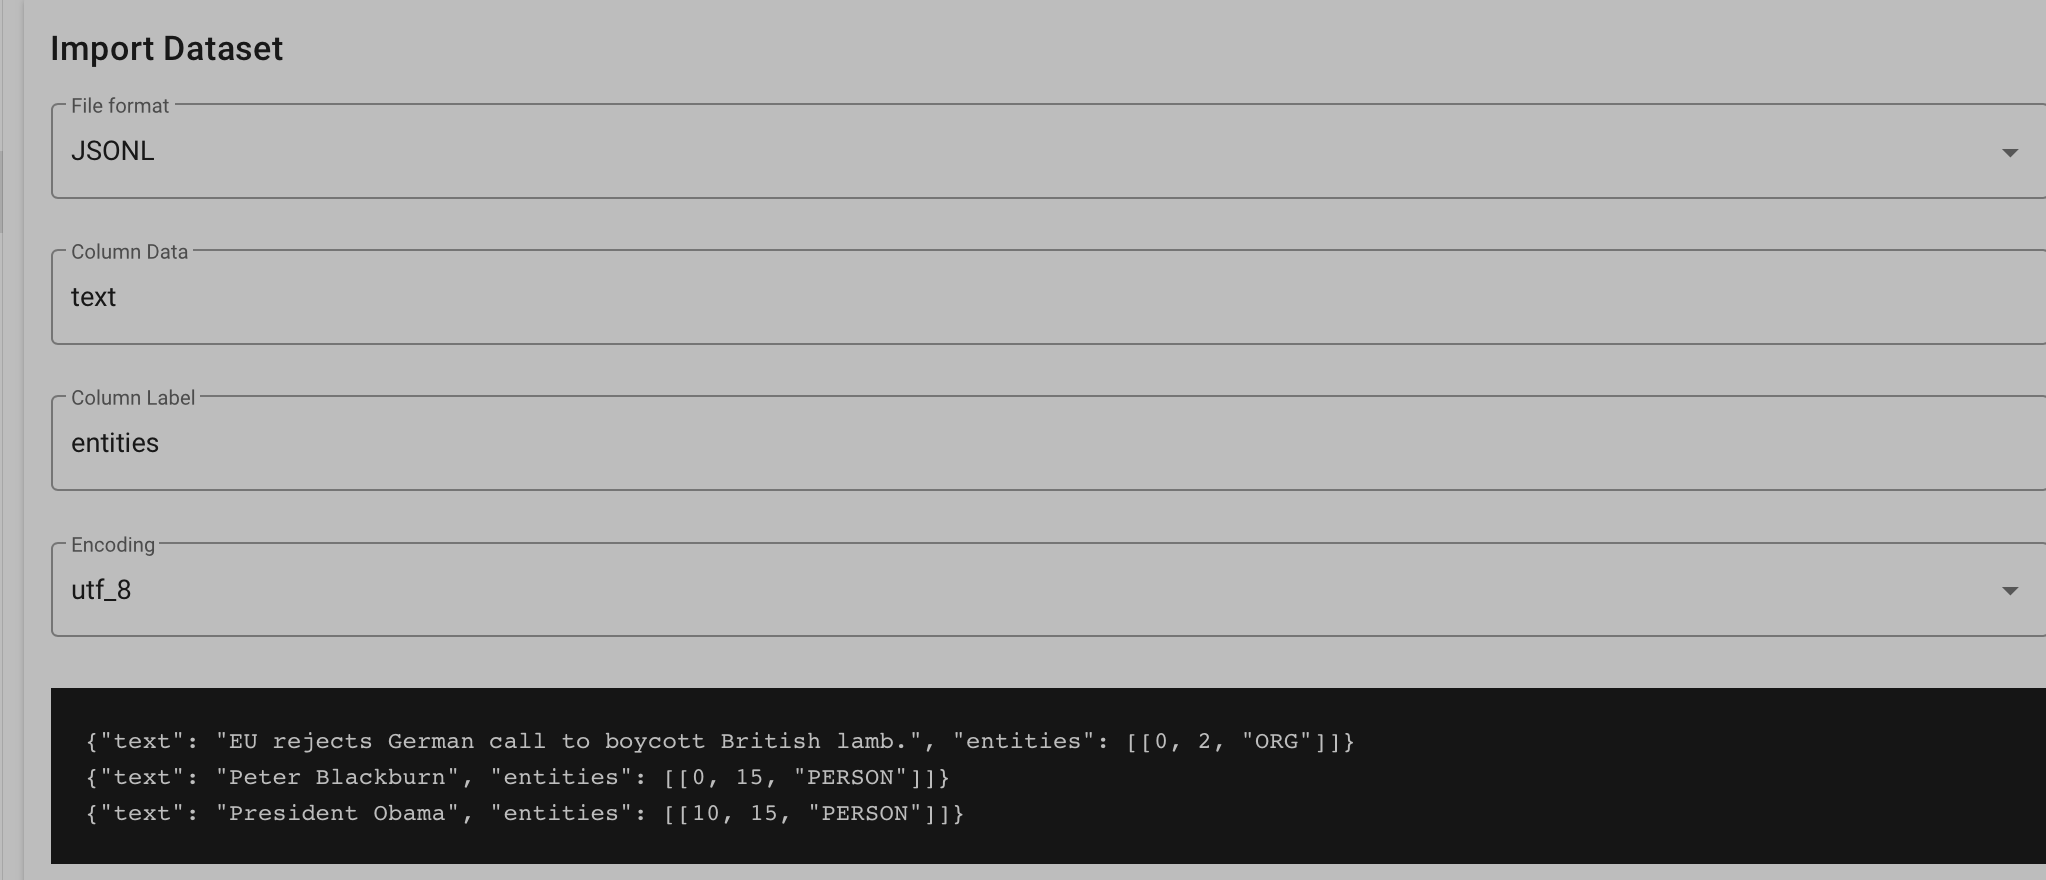 Import Dataset
File format
JSONL
Column Data
text
Column Label
entities
Encoding
utf_8
{"text": "EU rejects German call to boycott British lamb.", "entities": [[0, 2, "ORG"]]}
{"text": "Peter Blackburn", "entities": [[0, 15, "PERSON"]]}
{"text": "President Obama", "entities": [[10, 15, "PERSON"]]}